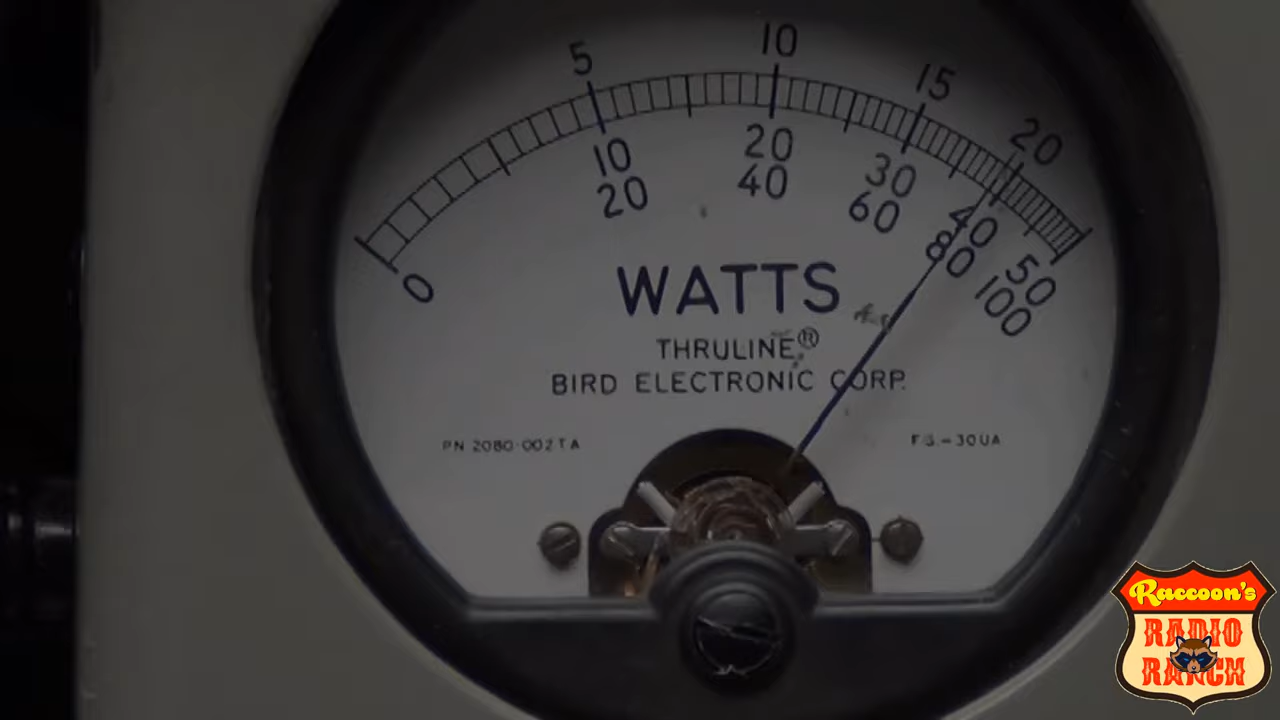 5 10 15 20
0 10 20 30 40 50
20 40 60 80 100
WATTS
THRULINE®
BIRD ELECTRONIC CORP.
PN 2080-002TA
F.S.-30UA
Raccoon's
RADIO
RANCH